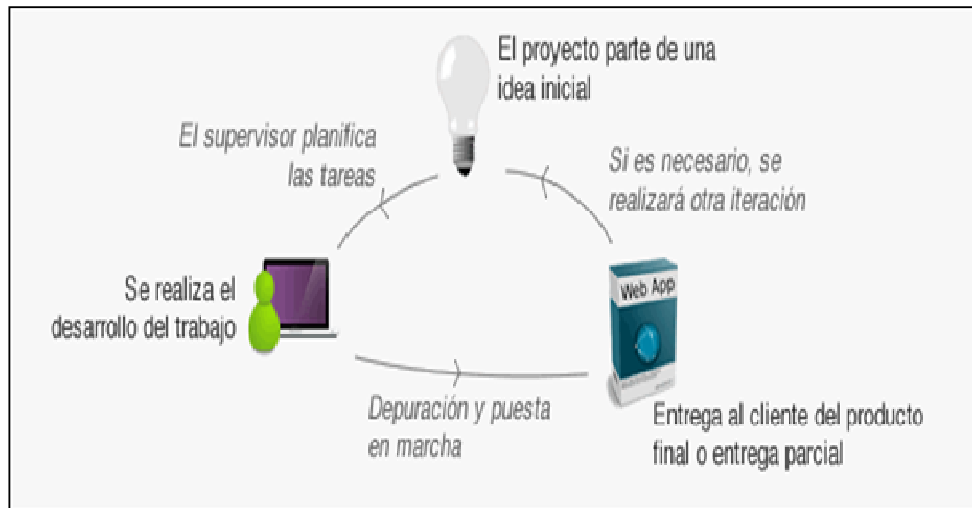 El proyecto parte de una
idea inicial
El supervisor planifica
las tareas
Sii es necesario, se
realizará otra iteración
Se realiza el
desarrollo del trabajo
Web App
Depuración y puesta
en marcha
Entrega al cliente del producto
final o entrega parcial